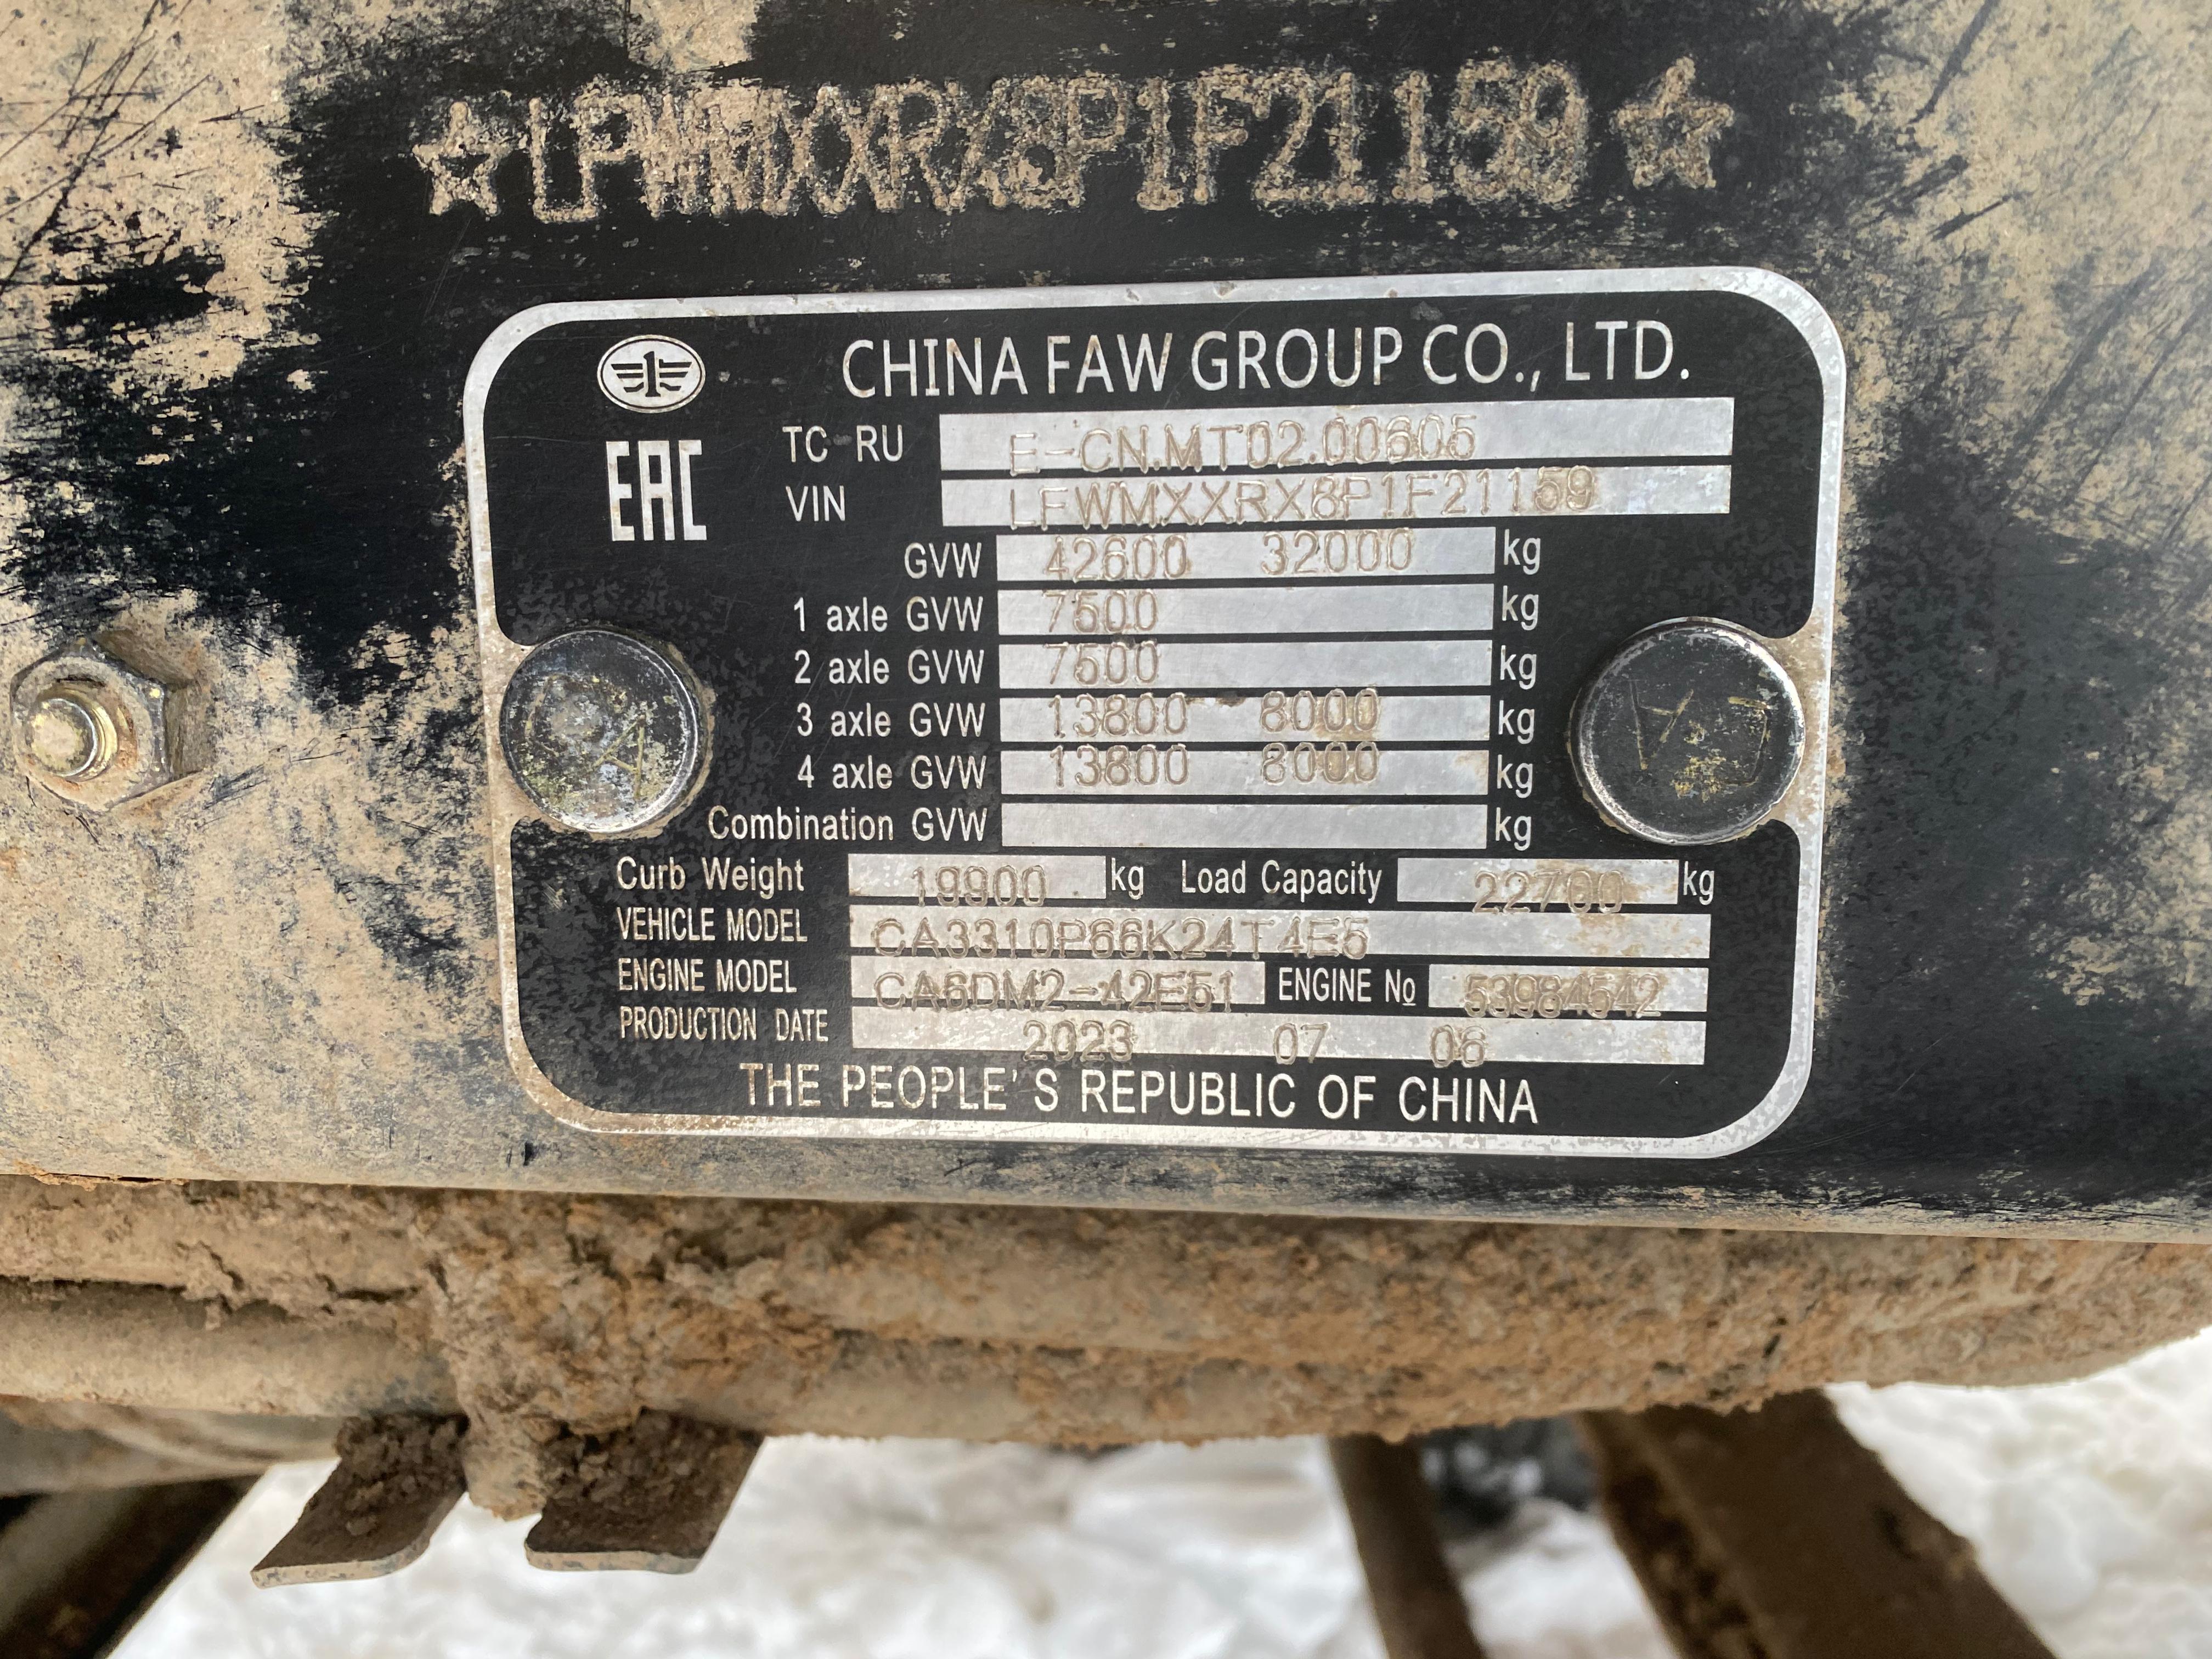 ☆LFWMXXRX8P1F21159☆
CHINA FAW GROUP CO., LTD.
EAC
TC RU E-CN.MT02.00605
VIN LFWMXXRX8P1F21159
GVW 42600 32000 kg
1 axle GVW 7500 kg
2 axle GVW 7500 kg
3 axle GVW 13800 8000 kg
4 axle GVW 13800 8000 kg
Combination GVW kg
Curb Weight 19900 kg Load Capacity 22700 kg
VEHICLE MODEL CA3310P66K24T4E5
ENGINE MODEL CA6DM2-42E51 ENGINE № 53984542
PRODUCTION DATE 2023 07 06
THE PEOPLE'S REPUBLIC OF CHINA